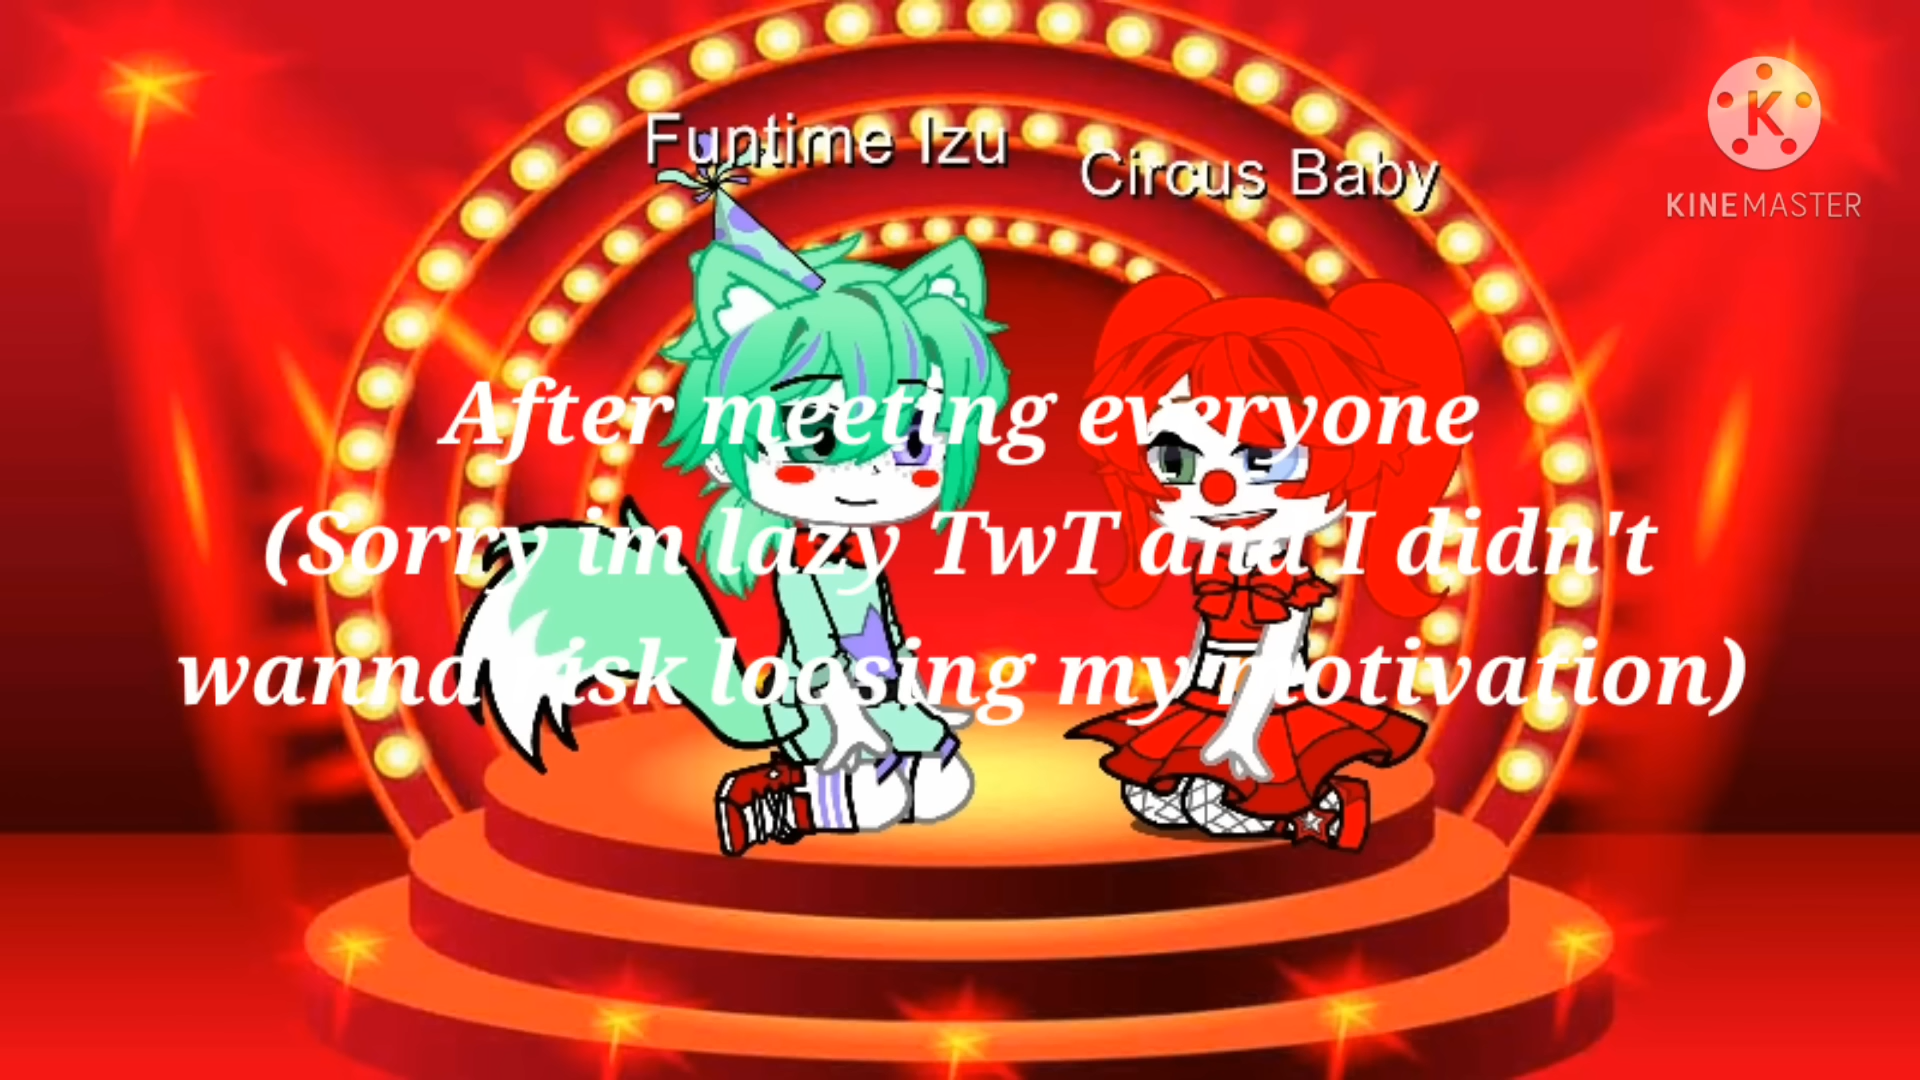 Funtime Izu
Circus Baby
K
KINEMASTER
After meeting everyone
(Sorry im lazy TwT and I didn't
wanna risk loosing my motivation)